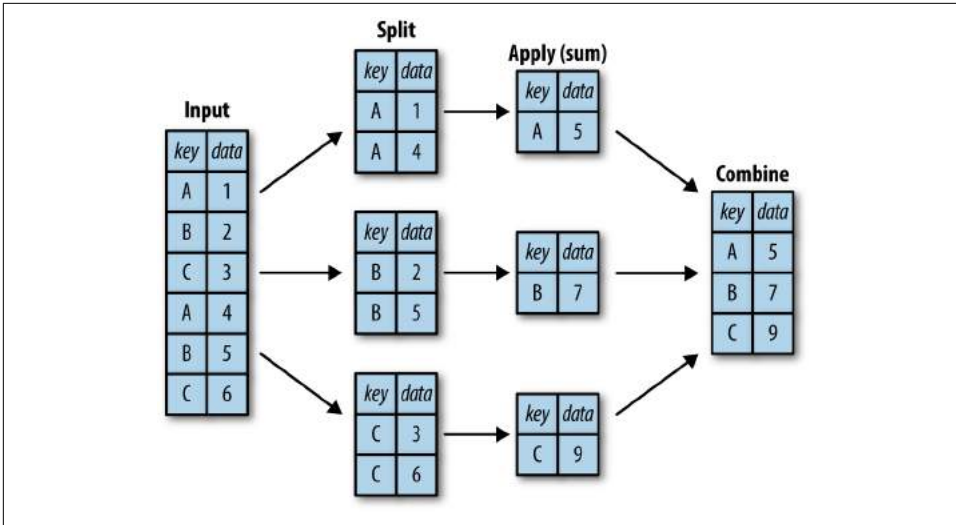 Input
key data
A 1
B 2
C 3
A 4
B 5
C 6
Split
key data
A 1
A 4
key data
B 2
B 5
key data
C 3
C 6
Apply (sum)
key data
A 5
key data
B 7
key data
C 9
Combine
key data
A 5
B 7
C 9